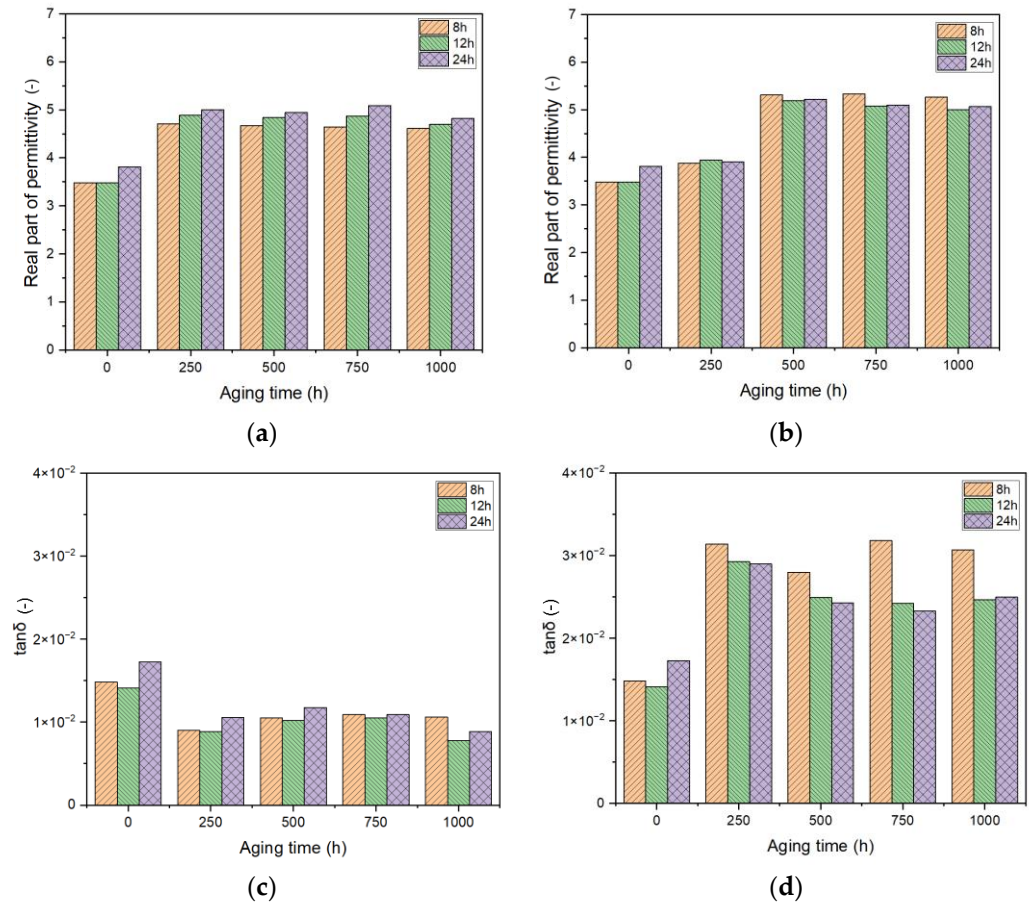 7
6
5
4
3
2
1
0
Real part of permittivity (-)
8h
12h
24h
0 250 500 750 1000
Aging time (h)
(a)
7
6
5
4
3
2
1
0
Real part of permittivity (-)
8h
12h
24h
0 250 500 750 1000
Aging time (h)
(b)
4×10⁻²
3×10⁻²
2×10⁻²
1×10⁻²
0
tanδ (-)
8h
12h
24h
0 250 500 750 1000
Aging time (h)
(c)
4×10⁻²
3×10⁻²
2×10⁻²
1×10⁻²
0
tanδ (-)
8h
12h
24h
0 250 500 750 1000
Aging time (h)
(d)